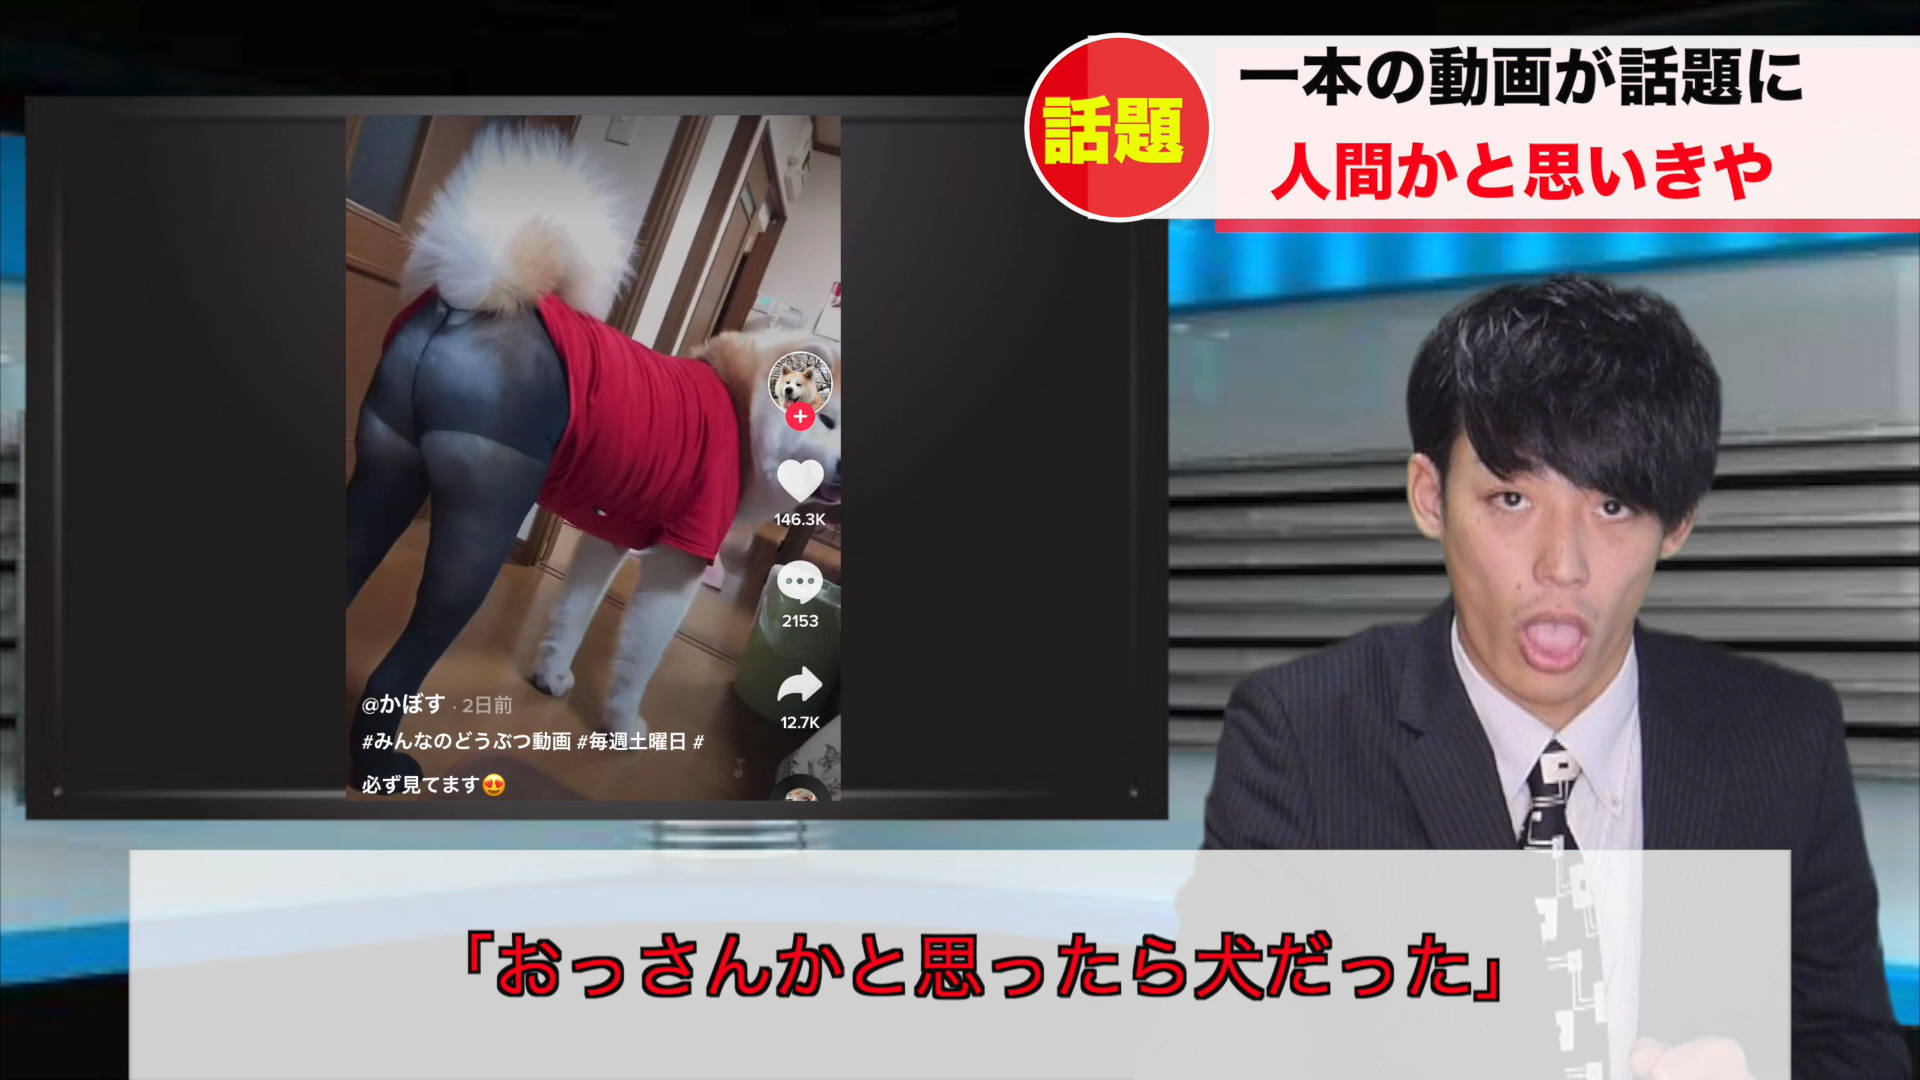 話題
一本の動画が話題に
人間かと思いきや
146.3K
2153
12.7K
@かぼす · 2日前
#みんなのどうぶつ動画 #毎週土曜日 #
必ず見てます😍
「おっさんかと思ったら犬だった」